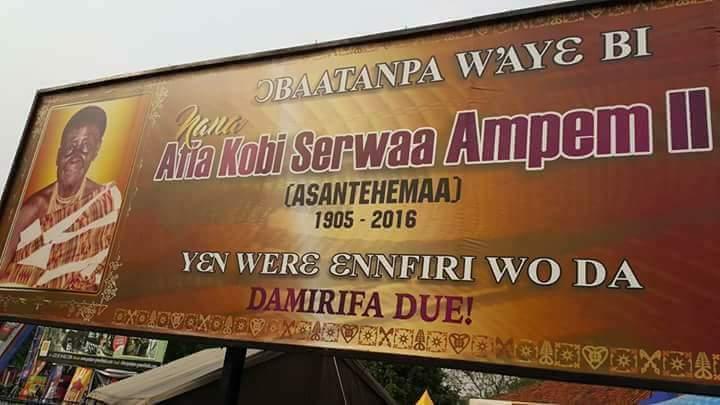 ƆBAATANPA W'AYƐ BI
Nana
Afia Kobi Serwaa Ampem II
(ASANTEHEMAA)
1905 - 2016
YƐN WERƐ ƐNNFIRI WO DA
DAMIRIFA DUE!